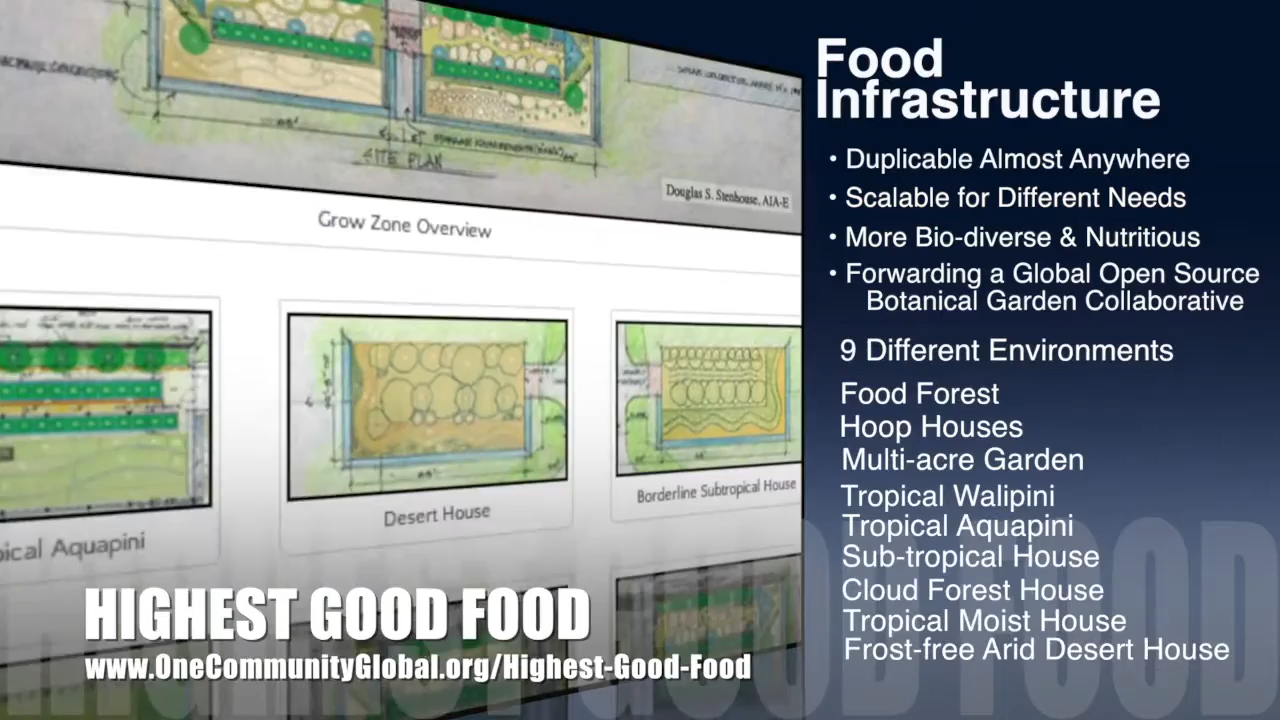 SITE PLAN
Douglas S. Stenhouse, AIA-E
Grow Zone Overview
pical Aquapini
Desert House
Borderline Subtropical House
HIGHEST GOOD FOOD
www.OneCommunityGlobal.org/Highest-Good-Food
Food
Infrastructure
• Duplicable Almost Anywhere
• Scalable for Different Needs
• More Bio-diverse & Nutritious
• Forwarding a Global Open Source
Botanical Garden Collaborative
9 Different Environments
Food Forest
Hoop Houses
Multi-acre Garden
Tropical Walipini
Tropical Aquapini
Sub-tropical House
Cloud Forest House
Tropical Moist House
Frost-free Arid Desert House
HIGHEST GOOD FOOD